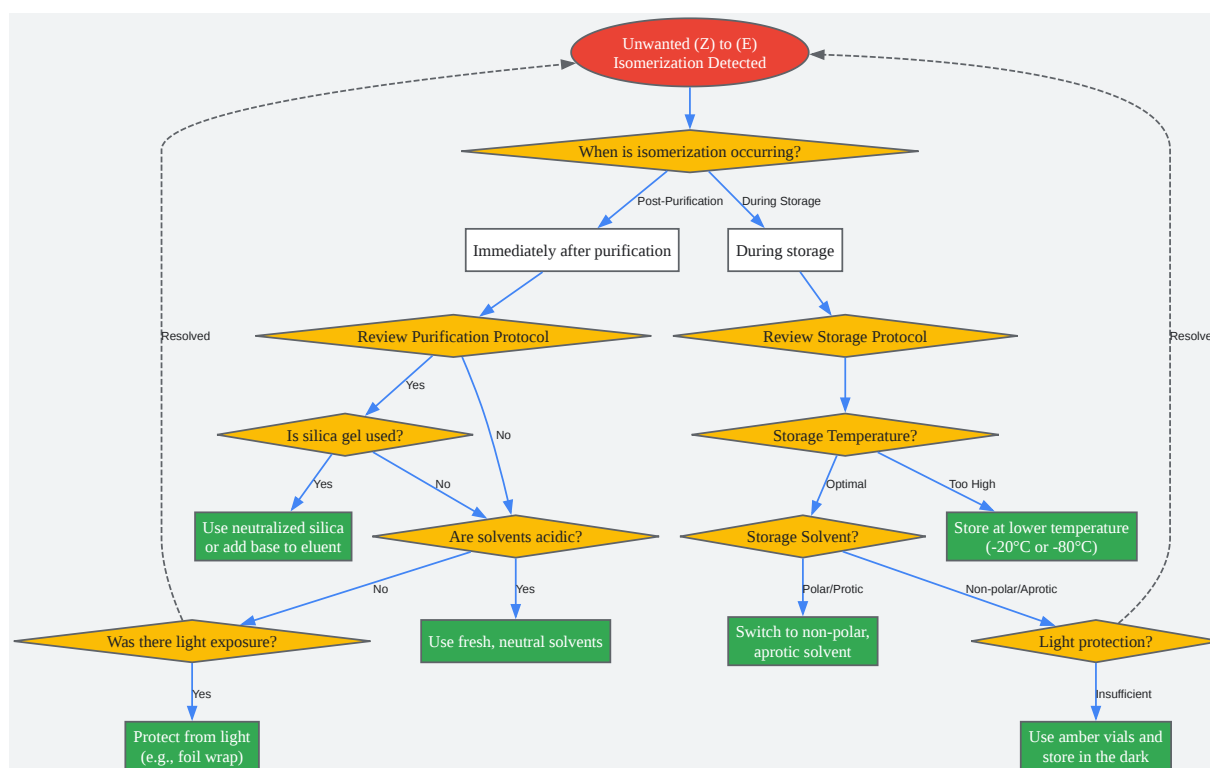 Unwanted (Z) to (E)
Isomerization Detected
When is isomerization occurring?
Post-Purification
During Storage
Immediately after purification
During storage
Resolved
Review Purification Protocol
Review Storage Protocol
Resolve
Yes
Is silica gel used?
No
Storage Temperature?
Yes
No
Optimal
Too High
Use neutralized silica
or add base to eluent
Are solvents acidic?
Storage Solvent?
Store at lower temperature
(-20°C or -80°C)
No
Yes
Polar/Protic
Non-polar/Aprotic
Was there light exposure?
Use fresh, neutral solvents
Switch to non-polar,
aprotic solvent
Light protection?
Yes
Insufficient
Protect from light
(e.g., foil wrap)
Use amber vials and
store in the dark